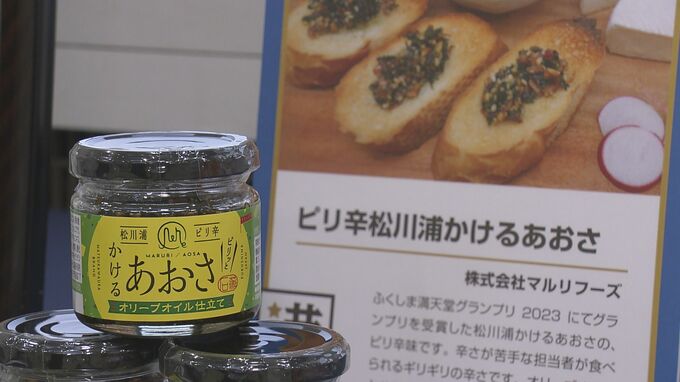 松川浦
ピリ辛
MARUBI / AOSA
かける
あおさ
ピリッと
オリーブオイル仕立て
ピリ辛松川浦かけるあおさ
株式会社マルリフーズ
ふくしま満天堂グランプリ 2023 にてグラ
ンプリを受賞した松川浦かけるあおさの、
ピリ辛味です。辛さが苦手な担当者が食べ
られるギリギリの辛さです。